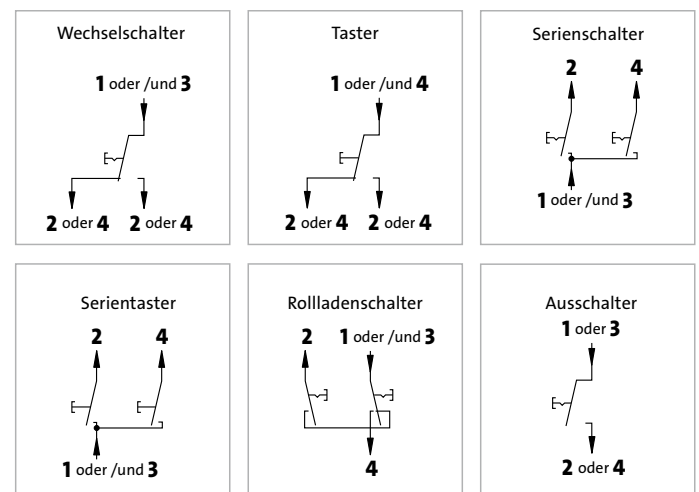 Wechselschalter
1 oder /und 3
2 oder 4 2 oder 4
Taster
1 oder /und 4
2 oder 4 2 oder 4
Serienschalter
2 4
1 oder /und 3
Serientaster
2 4
1 oder /und 3
Rollladenschalter
2 1 oder /und 3
4
Ausschalter
1 oder 3
2 oder 4